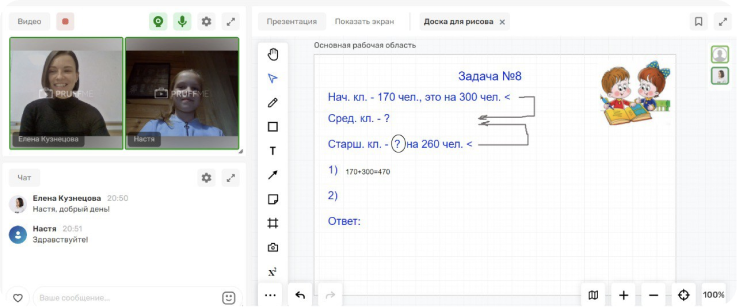 Видео
Презентация
Показать экран
Доска для рисова
Основная рабочая область
Задача №8
Нач. кл. - 170 чел., это на 300 чел. <
Сред. кл. - ?
Старш. кл. - ? на 260 чел. <
1) 170+300=470
2)
Ответ:
PRUFFME
PRUFFME
Елена Кузнецова
Настя
Чат
Елена Кузнецова 20:50
Настя, добрый день!
Настя 20:51
Здравствуйте!
Ваше сообщение...
T
x²
100%